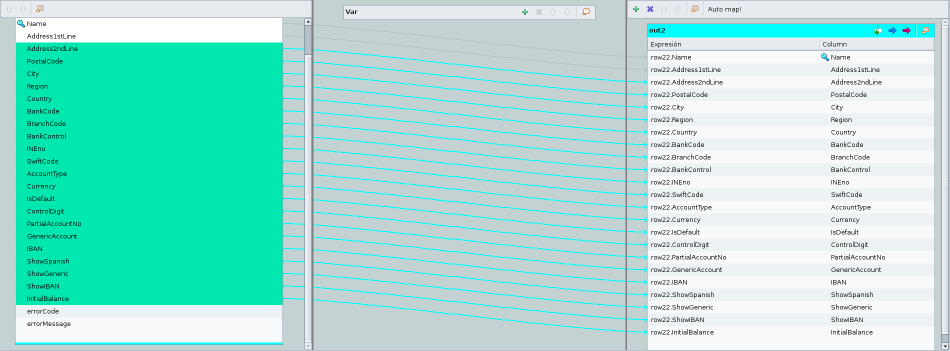 Name
Address1stLine
Address2ndLine
PostalCode
City
Region
Country
BankCode
BranchCode
BankControl
INEno
SwiftCode
AccountType
Currency
IsDefault
ControlDigit
PartialAccountNo
GenericAccount
IBAN
ShowSpanish
ShowGeneric
ShowIBAN
InitialBalance
errorCode
errorMessage
Var
Auto map!
out2
Expresión Column
row22.Name Name
row22.Address1stLine Address1stLine
row22.Address2ndLine Address2ndLine
row22.PostalCode PostalCode
row22.City City
row22.Region Region
row22.Country Country
row22.BankCode BankCode
row22.BranchCode BranchCode
row22.BankControl BankControl
row22.INEno INEno
row22.SwiftCode SwiftCode
row22.AccountType AccountType
row22.Currency Currency
row22.IsDefault IsDefault
row22.ControlDigit ControlDigit
row22.PartialAccountNo PartialAccountNo
row22.GenericAccount GenericAccount
row22.IBAN IBAN
row22.ShowSpanish ShowSpanish
row22.ShowGeneric ShowGeneric
row22.ShowIBAN ShowIBAN
row22.InitialBalance InitialBalance